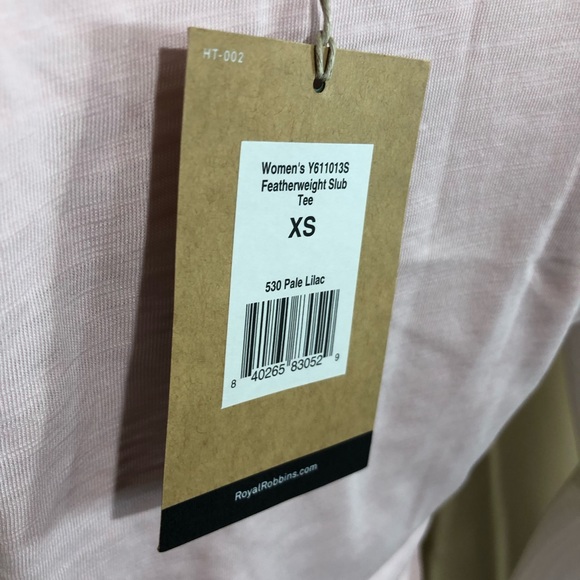 HT-002
Women's Y611013S
Featherweight Slub
Tee
XS
530 Pale Lilac
8 40265 83052 9
RoyalRobbins.com